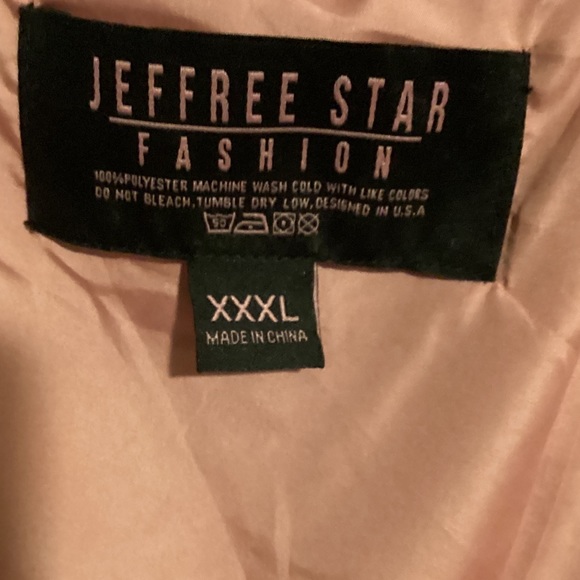 JEFFREE STAR
FASHION
100%POLYESTER MACHINE WASH COLD WITH LIKE COLORS
DO NOT BLEACH.TUMBLE DRY LOW,DESIGNED IN U.S.A
XXXL
MADE IN CHINA